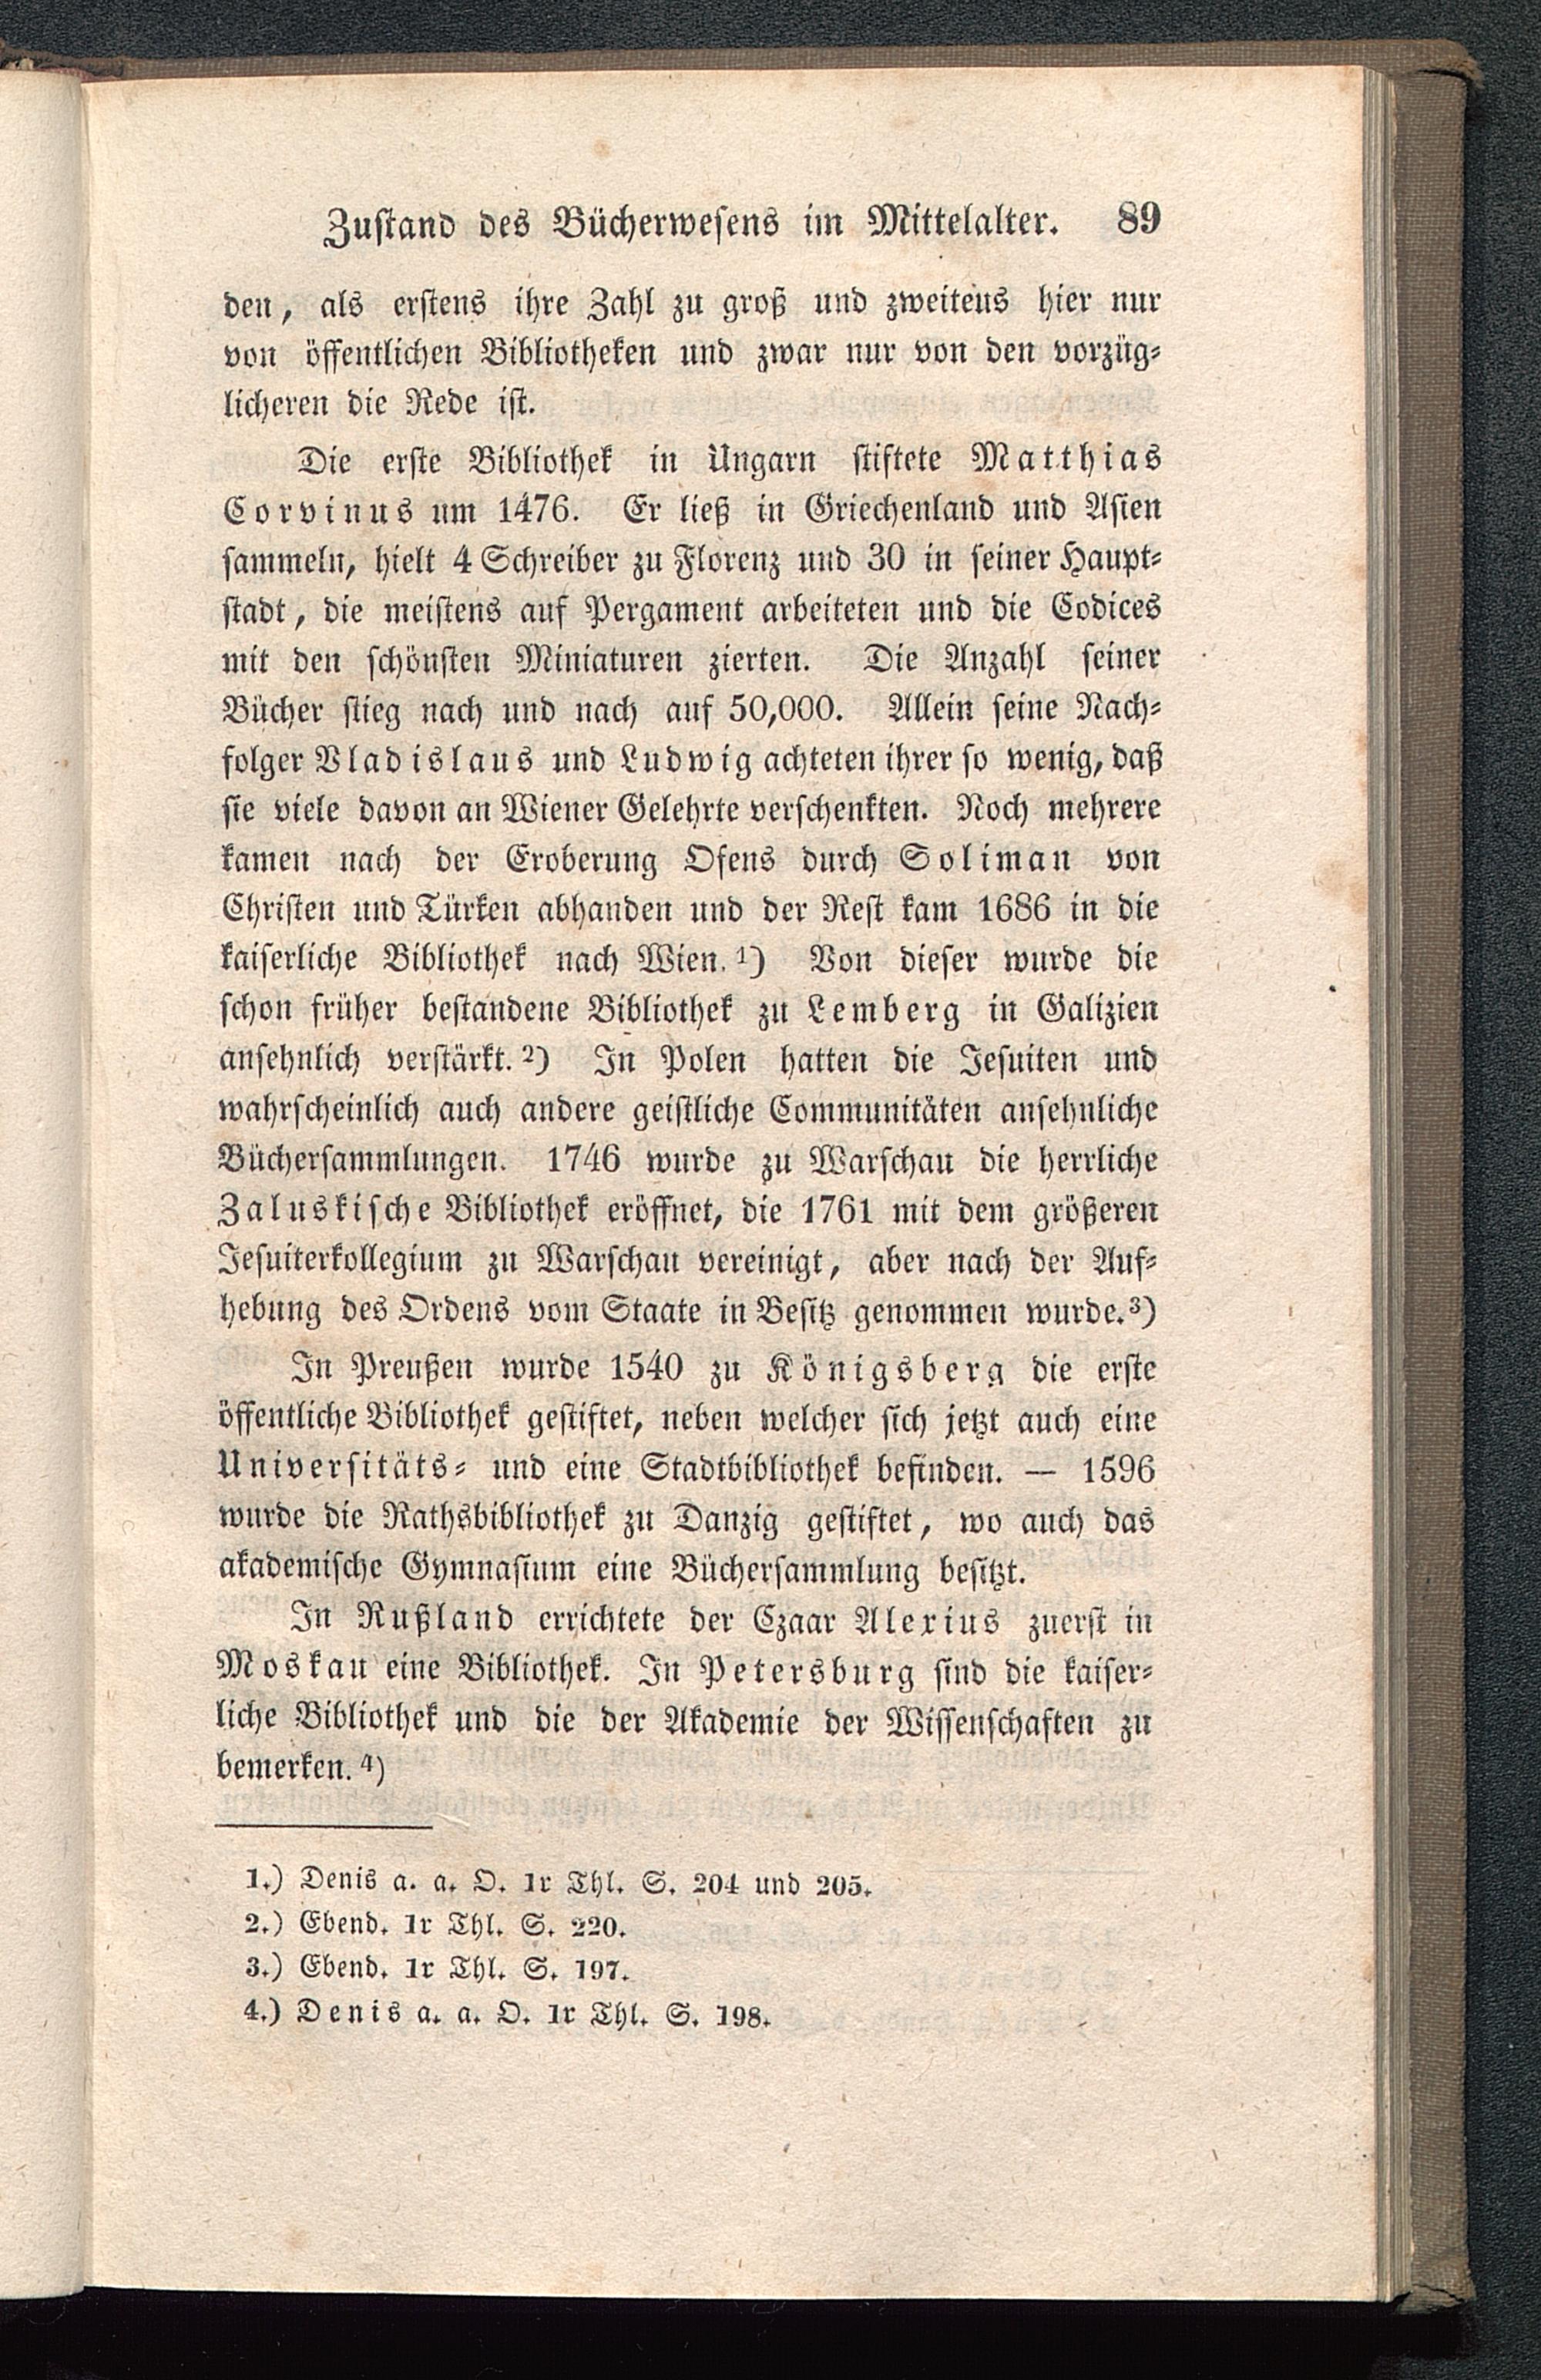 Zustand des Bücherwesens im Mittelalter. 89
den, als erstens ihre Zahl zu groß und zweitens hier nur
von öffentlichen Bibliotheken und zwar nur von den vorzüg-
licheren die Rede ist.
Die erste Bibliothek in Ungarn stiftete Matthias
Corvinus um 1476. Er ließ in Griechenland und Asien
sammeln, hielt 4 Schreiber zu Florenz und 30 in seiner Haupt-
stadt, die meistens auf Pergament arbeiteten und die Codices
mit den schönsten Miniaturen zierten. Die Anzahl seiner
Bücher stieg nach und nach auf 50,000. Allein seine Nach-
folger Vladislaus und Ludwig achteten ihrer so wenig, daß
sie viele davon an Wiener Gelehrte verschenkten. Noch mehrere
kamen nach der Eroberung Ofens durch Soliman von
Christen und Türken abhanden und der Rest kam 1686 in die
kaiserliche Bibliothek nach Wien. 1) Von dieser wurde die
schon früher bestandene Bibliothek zu Lemberg in Galizien
ansehnlich verstärkt. 2) In Polen hatten die Jesuiten und
wahrscheinlich auch andere geistliche Communitäten ansehnliche
Büchersammlungen. 1746 wurde zu Warschau die herrliche
Zaluskische Bibliothek eröffnet, die 1761 mit dem größeren
Jesuiterkollegium zu Warschau vereinigt, aber nach der Auf-
hebung des Ordens vom Staate in Besitz genommen wurde. 3)
In Preußen wurde 1540 zu Königsberg die erste
öffentliche Bibliothek gestiftet, neben welcher sich jetzt auch eine
Universitäts- und eine Stadtbibliothek befinden. — 1596
wurde die Rathsbibliothek zu Danzig gestiftet, wo auch das
akademische Gymnasium eine Büchersammlung besitzt.
In Rußland errichtete der Czaar Alexius zuerst in
Moskau eine Bibliothek. In Petersburg sind die kaiser-
liche Bibliothek und die der Akademie der Wissenschaften zu
bemerken. 4)
1.) Denis a. a. O. 1r Thl. S. 204 und 205.
2.) Ebend. 1r Thl. S. 220.
3.) Ebend. 1r Thl. S. 197.
4.) Denis a. a. O. 1r Thl. S. 198.